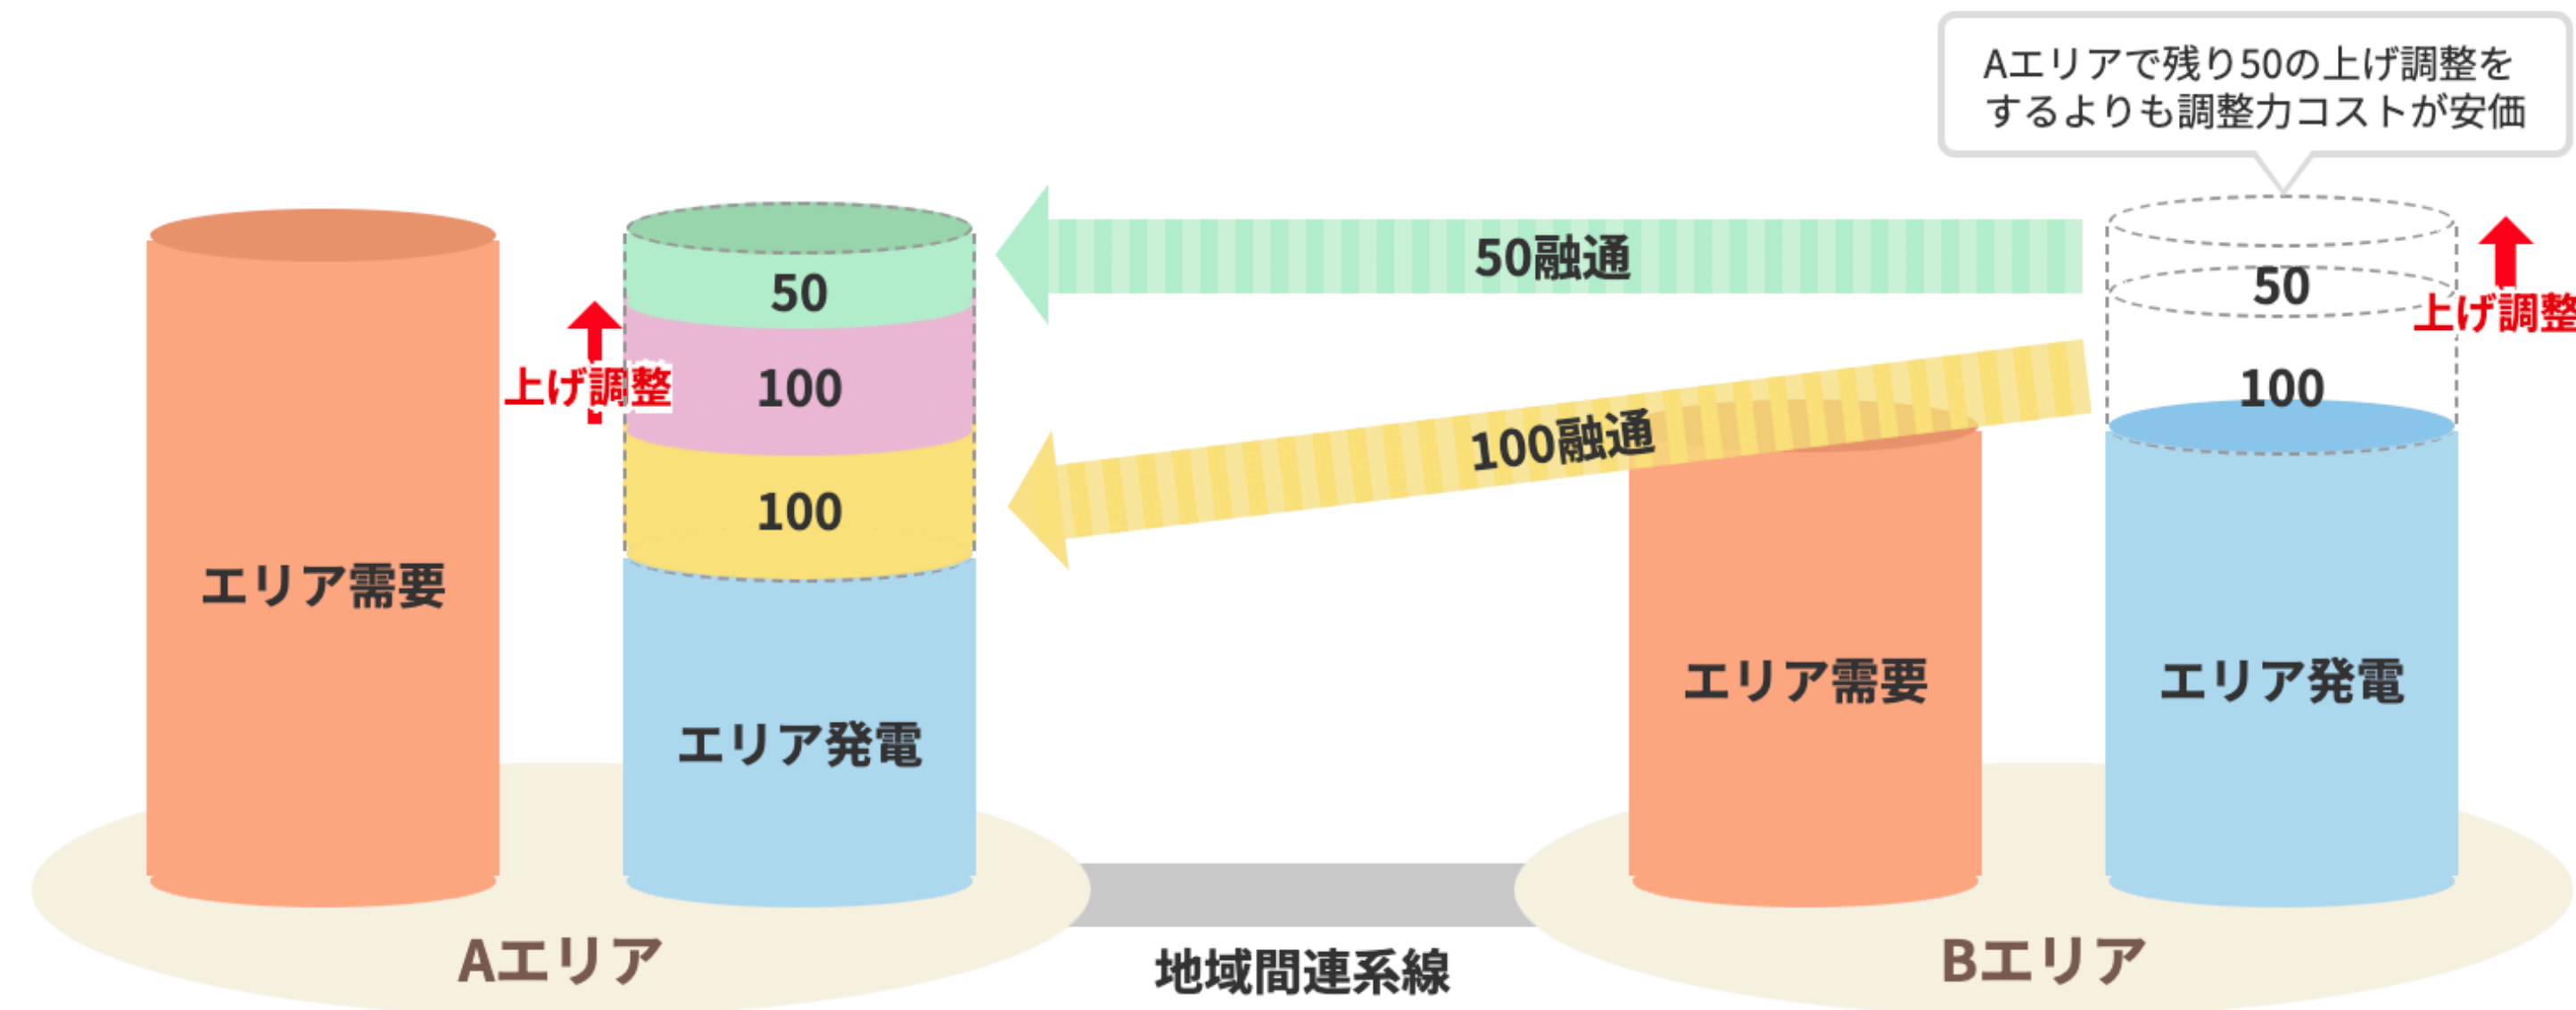 Aエリアで残り50の上げ調整を
するよりも調整力コストが安価
50融通
50
50
上げ調整
上げ調整
100
100
100融通
100
エリア需要
エリア発電
エリア需要
エリア発電
Aエリア
地域間連系線
Bエリア